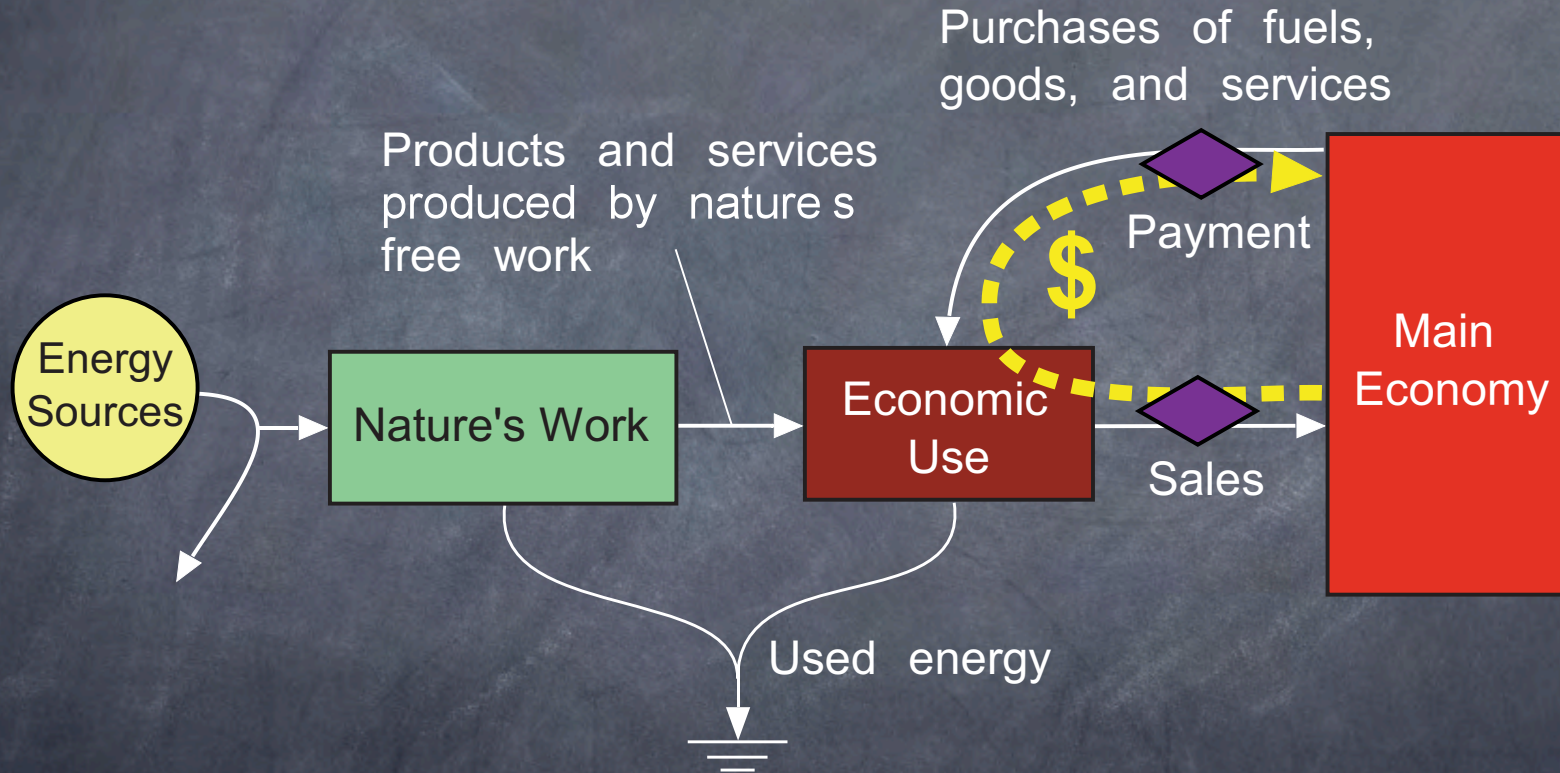 Purchases of fuels,
goods, and services
Products and services
produced by nature s
free work
Payment
$
Energy
Sources
Nature's Work
Economic
Use
Sales
Main
Economy
Used energy